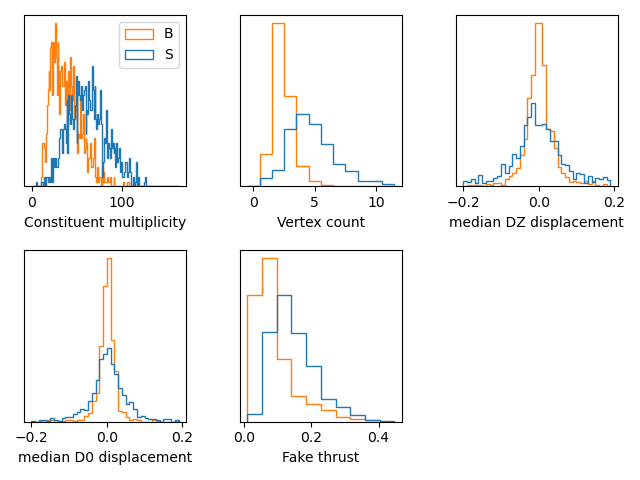 B
S
0 100
Constituent multiplicity
0 5 10
Vertex count
−0.2 0.0 0.2
median DZ displacement
−0.2 0.0 0.2
median D0 displacement
0.0 0.2 0.4
Fake thrust